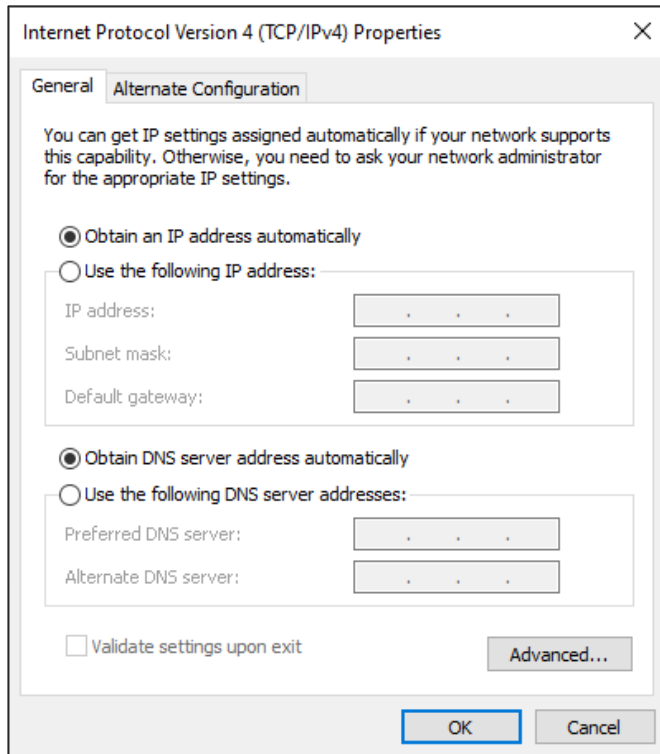 Internet Protocol Version 4 (TCP/IPv4) Properties
General
Alternate Configuration
You can get IP settings assigned automatically if your network supports
this capability. Otherwise, you need to ask your network administrator
for the appropriate IP settings.
Obtain an IP address automatically
Use the following IP address:
IP address:
. . .
Subnet mask:
. . .
Default gateway:
. . .
Obtain DNS server address automatically
Use the following DNS server addresses:
Preferred DNS server:
. . .
Alternate DNS server:
. . .
Validate settings upon exit
Advanced...
OK
Cancel